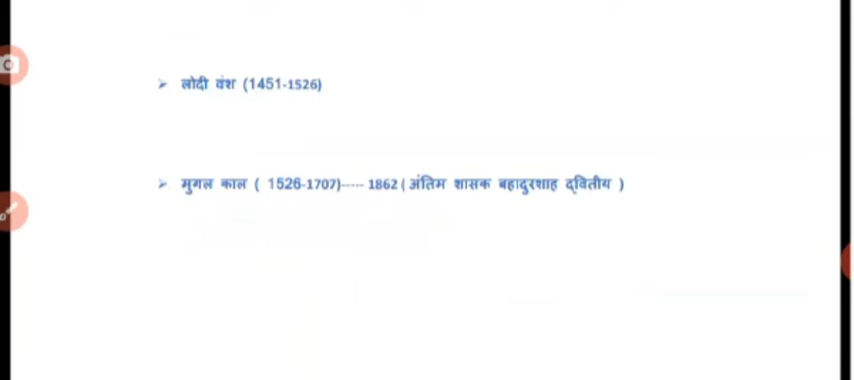 ➢ लोदी वंश (1451-1526)
➢ मुगल काल ( 1526-1707)----- 1862 ( अंतिम शासक बहादुरशाह द्वितीय )